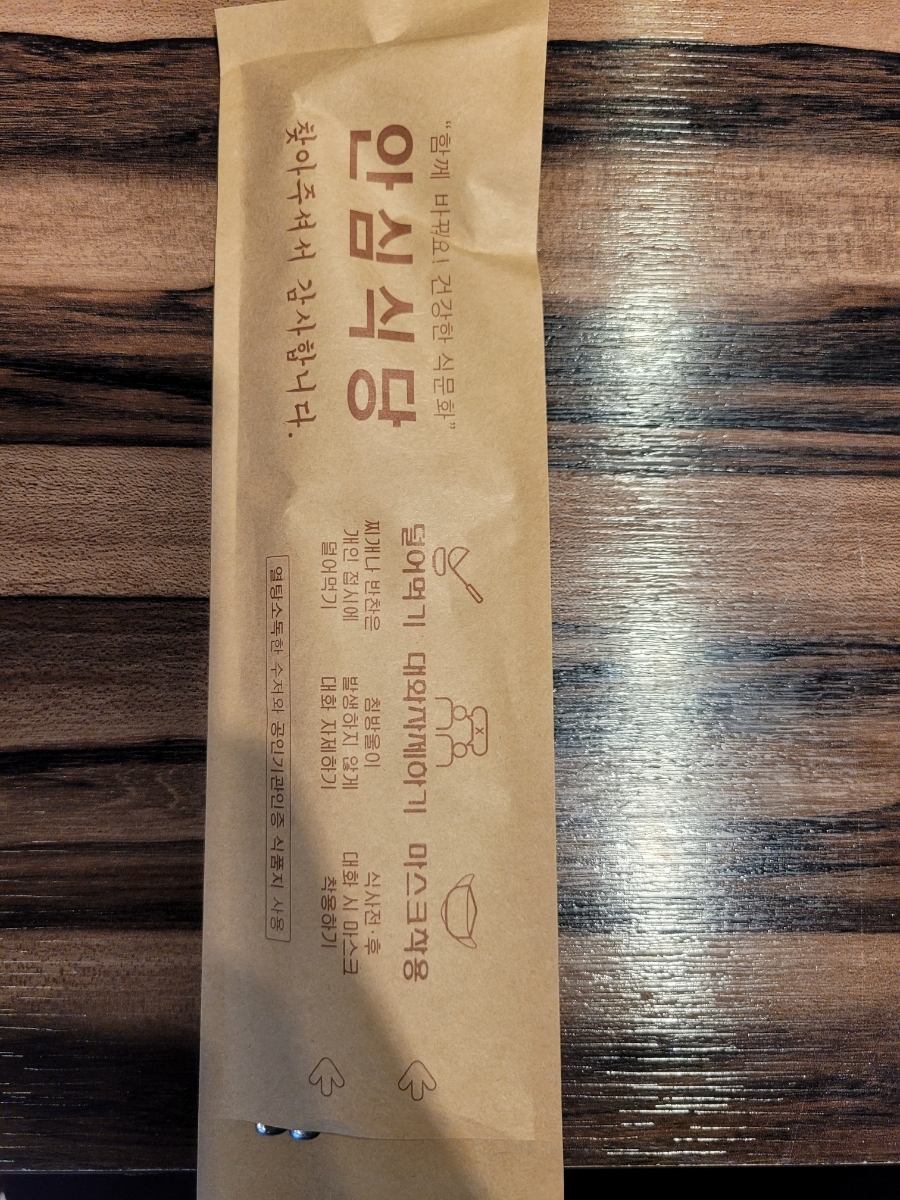 “함께 바꿔요! 건강한 식문화”
안심식당
찾아주셔서 감사합니다.
덜어먹기
찌개나 반찬은
개인 접시에
덜어먹기
대화자제하기
x
침방울이
발생하지 않게
대화 자제하기
마스크착용
식사전·후
대화 시 마스크
착용하기
열탕소독한 수저와 공인기관인증 식품지 사용